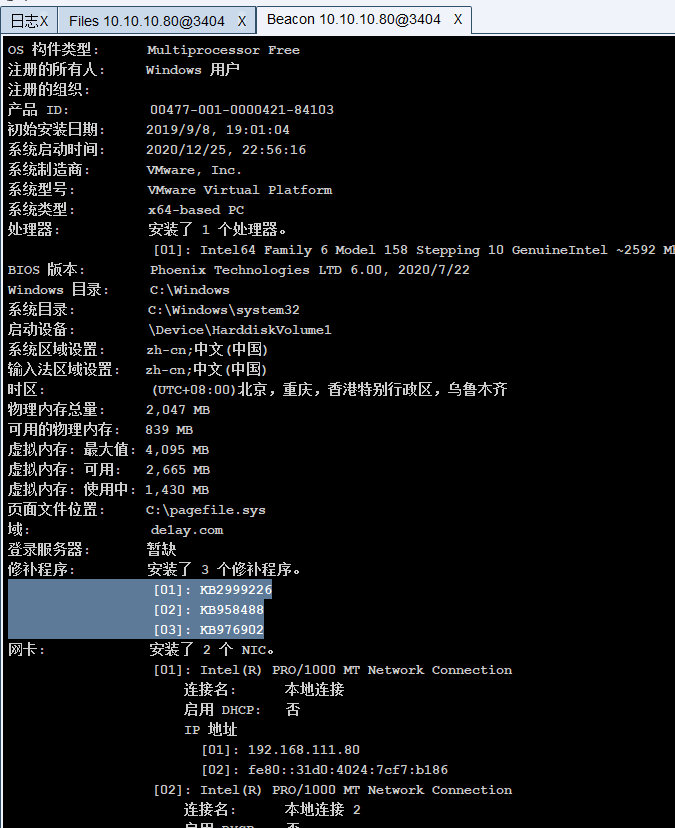 日志X Files 10.10.10.80@3404 X Beacon 10.10.10.80@3404 X
OS 构件类型: Multiprocessor Free
注册的所有人: Windows 用户
注册的组织:
产品 ID: 00477-001-0000421-84103
初始安装日期: 2019/9/8, 19:01:04
系统启动时间: 2020/12/25, 22:56:16
系统制造商: VMware, Inc.
系统型号: VMware Virtual Platform
系统类型: x64-based PC
处理器: 安装了 1 个处理器。
[01]: Intel64 Family 6 Model 158 Stepping 10 GenuineIntel ~2592 M
BIOS 版本: Phoenix Technologies LTD 6.00, 2020/7/22
Windows 目录: C:\Windows
系统目录: C:\Windows\system32
启动设备: \Device\HarddiskVolume1
系统区域设置: zh-cn;中文(中国)
输入法区域设置: zh-cn;中文(中国)
时区: (UTC+08:00)北京，重庆，香港特别行政区，乌鲁木齐
物理内存总量: 2,047 MB
可用的物理内存: 839 MB
虚拟内存: 最大值: 4,095 MB
虚拟内存: 可用: 2,665 MB
虚拟内存: 使用中: 1,430 MB
页面文件位置: C:\pagefile.sys
域: de1ay.com
登录服务器: 暂缺
修补程序: 安装了 3 个修补程序。
[01]: KB2999226
[02]: KB958488
[03]: KB976902
网卡: 安装了 2 个 NIC。
[01]: Intel(R) PRO/1000 MT Network Connection
连接名: 本地连接
启用 DHCP: 否
IP 地址
[01]: 192.168.111.80
[02]: fe80::31d0:4024:7cf7:b186
[02]: Intel(R) PRO/1000 MT Network Connection
连接名: 本地连接 2
启用 DHCP: 否